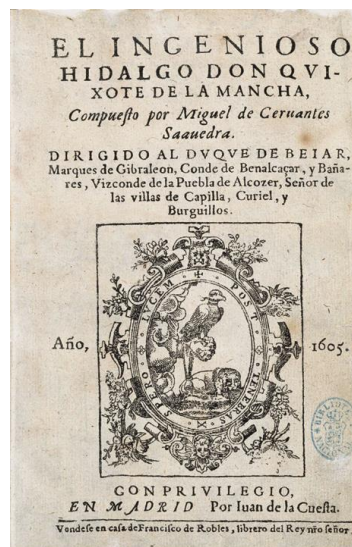 EL INGENIOSO
HIDALGO DON QVI-
XOTE DE LA MANCHA,
Compuesto por Miguel de Ceruantes
Saauedra.
DIRIGIDO AL DVQVE DE BEIAR,
Marques de Gibraleon, Conde de Benalcaçar, y Baña-
res, Vizconde de la Puebla de Alcozer, Señor de
las villas de Capilla, Curiel, y
Burguillos.
POST TENEBRAS SPERO LVCEM
Año, 1605.
CON PRIVILEGIO,
EN MADRID Por Iuan de la Cuesta.
Vendese en casa de Francisco de Robles, librero del Rey nr̃o señor